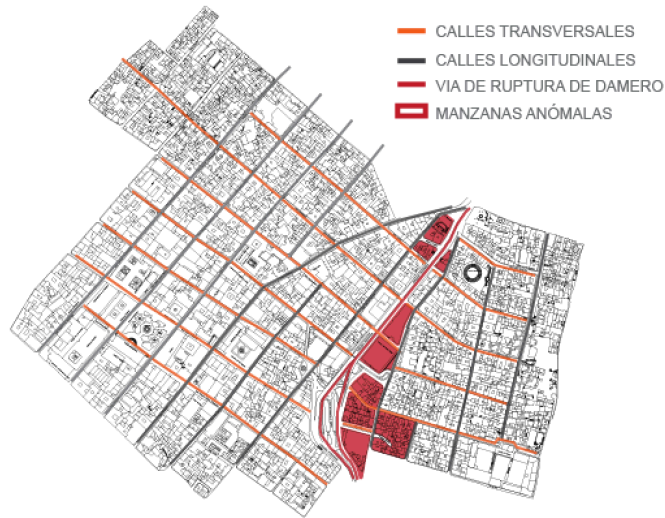 CALLES TRANSVERSALES
CALLES LONGITUDINALES
VIA DE RUPTURA DE DAMERO
MANZANAS ANÓMALAS